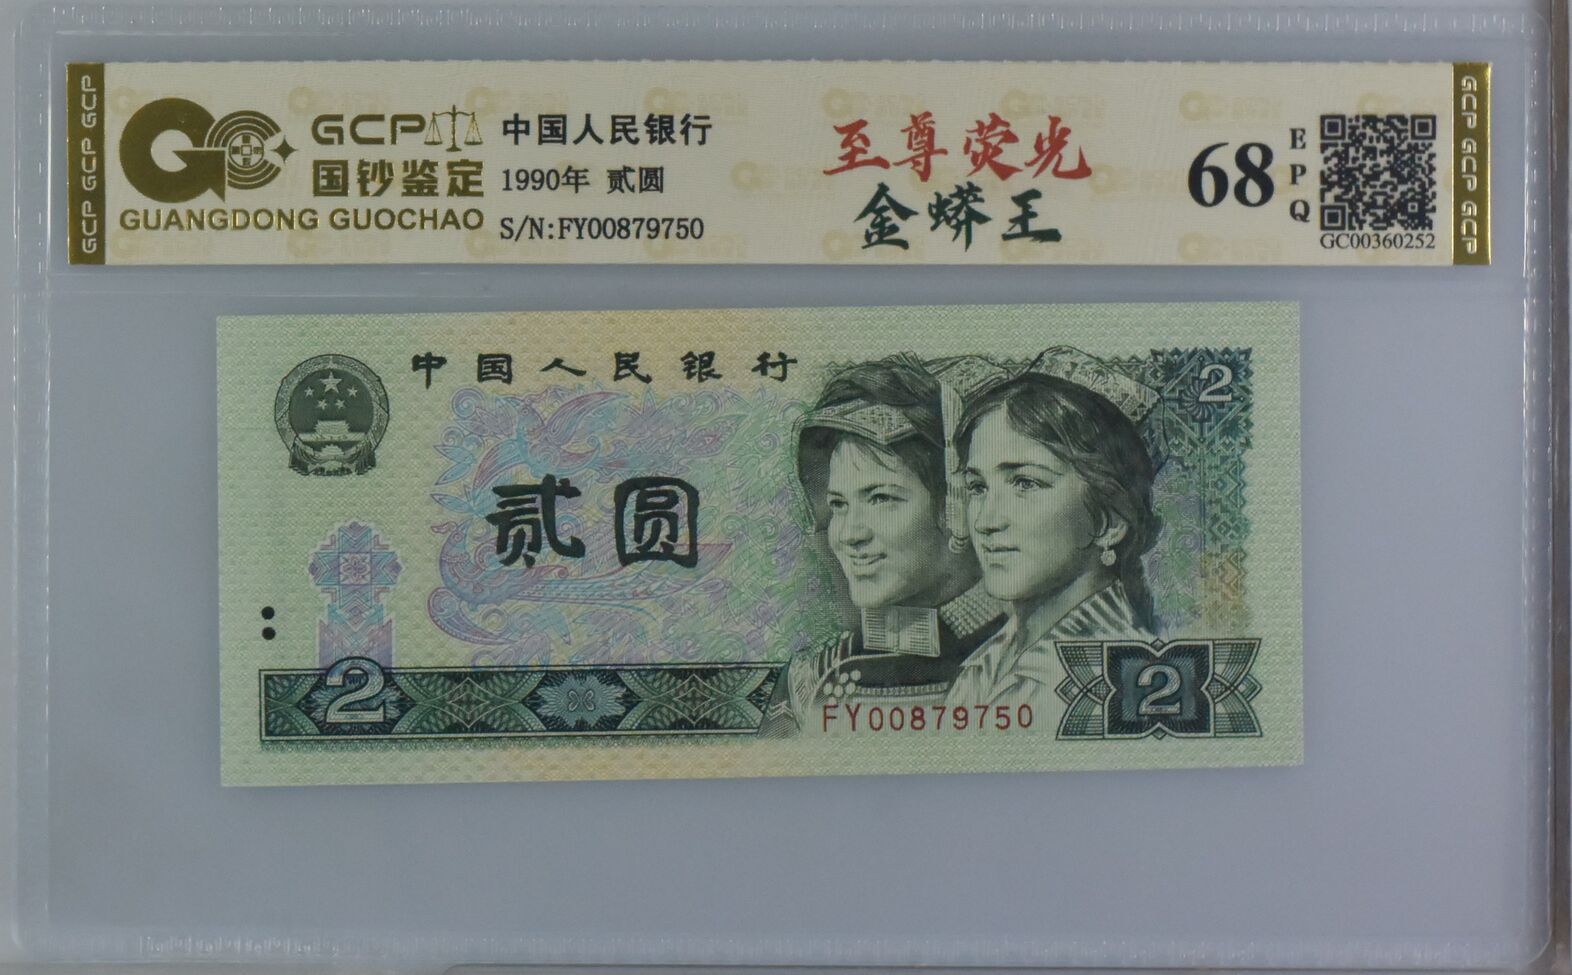 GCP GCP GCP
GCP
国钞鉴定
GUANGDONG GUOCHAO
中国人民银行
1990年 贰圆
S/N:FY00879750
至尊荧光
金蟒王
68
EPQ
GC00360252
GCP GCP GCP
中国人民银行
2
贰圆
2
FY00879750
2